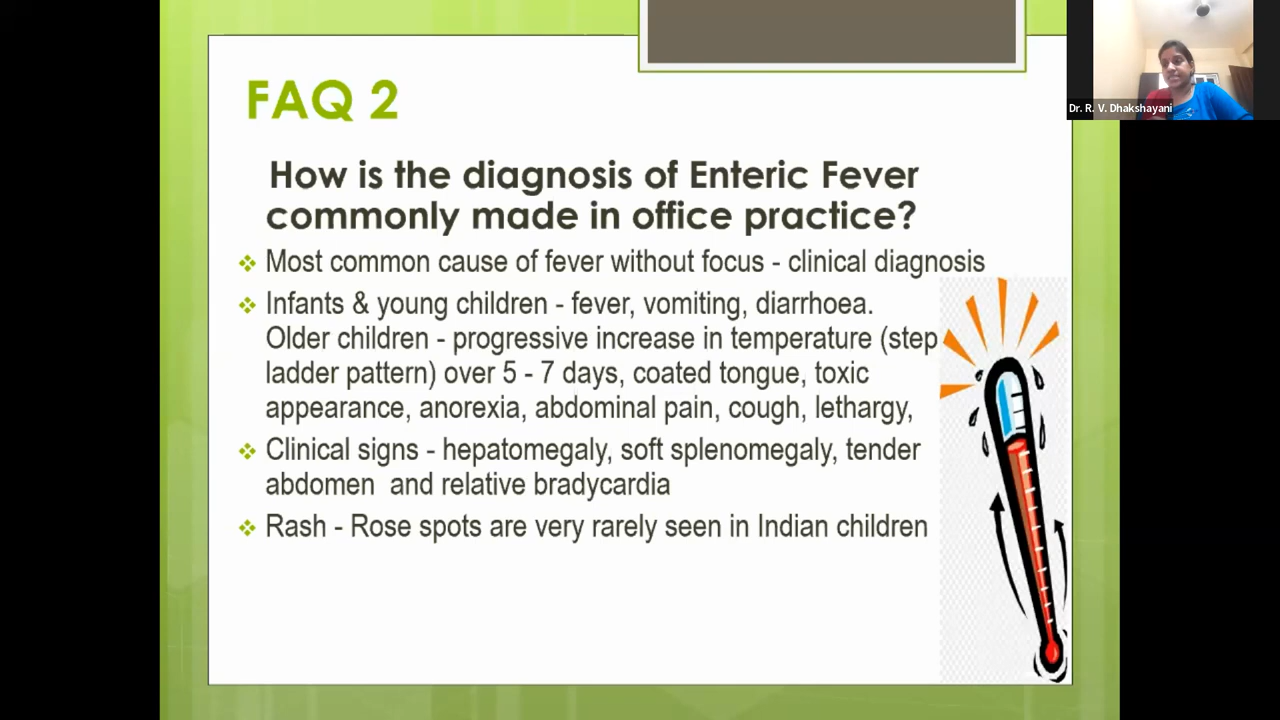 FAQ 2
How is the diagnosis of Enteric Fever
commonly made in office practice?
❖ Most common cause of fever without focus - clinical diagnosis
❖ Infants & young children - fever, vomiting, diarrhoea.
Older children - progressive increase in temperature (step
ladder pattern) over 5 - 7 days, coated tongue, toxic
appearance, anorexia, abdominal pain, cough, lethargy,
❖ Clinical signs - hepatomegaly, soft splenomegaly, tender
abdomen and relative bradycardia
❖ Rash - Rose spots are very rarely seen in Indian children
Dr. R. V. Dhakshayani